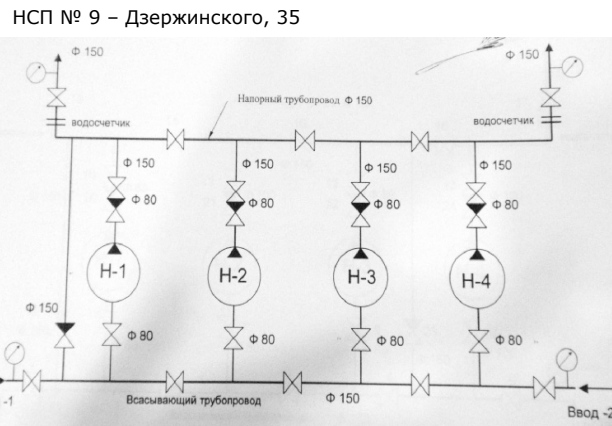 НСП № 9 – Дзержинского, 35
Ф 150
Ф 150
Напорный трубопровод Ф 150
водосчетчик
водосчетчик
Ф 150
Ф 150
Ф 150
Ф 150
Ф 80
Ф 80
Ф 80
Ф 80
Н-1
Н-2
Н-3
Н-4
Ф 150
Ф 80
Ф 80
Ф 80
Ф 80
-1
Всасывающий трубопровод
Ф 150
Ввод -2